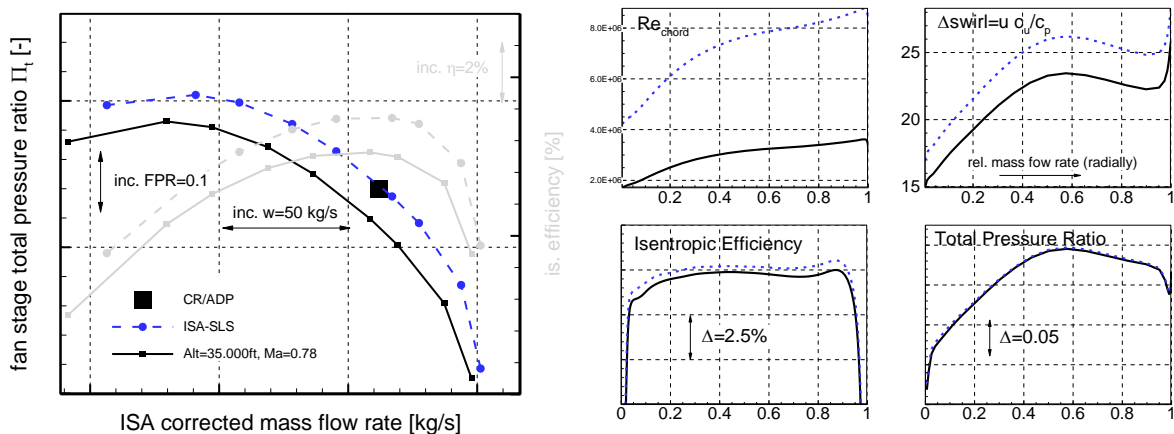 fan stage total pressure ratio Π_t [-]
inc. η=2%
inc. FPR=0.1
inc. w=50 kg/s
CR/ADP
ISA-SLS
Alt=35.000ft, Ma=0.78
ISA corrected mass flow rate [kg/s]
is. efficiency [%]
Re_chord
8.0E+06
6.0E+06
4.0E+06
2.0E+06
0 0.2 0.4 0.6 0.8 1
Δswirl=u c_u/c_p
25
20
15
rel. mass fow rate (radially)
0 0.2 0.4 0.6 0.8 1
Isentropic Efficiency
Δ=2.5%
0 0.2 0.4 0.6 0.8 1
Total Pressure Ratio
Δ=0.05
0 0.2 0.4 0.6 0.8 1